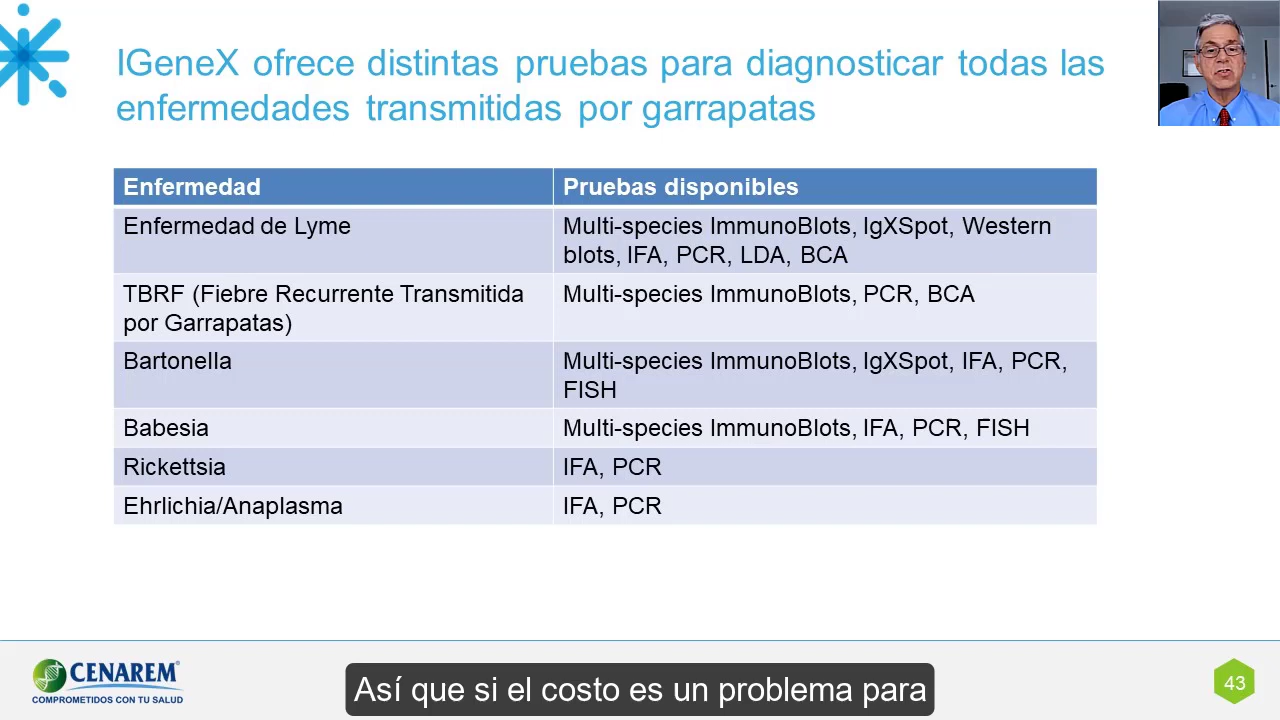 IGeneX ofrece distintas pruebas para diagnosticar todas las
enfermedades transmitidas por garrapatas
Enfermedad
Pruebas disponibles
Enfermedad de Lyme
Multi-species ImmunoBlots, IgXSpot, Western
blots, IFA, PCR, LDA, BCA
TBRF (Fiebre Recurrente Transmitida
por Garrapatas)
Multi-species ImmunoBlots, PCR, BCA
Bartonella
Multi-species ImmunoBlots, IgXSpot, IFA, PCR,
FISH
Babesia
Multi-species ImmunoBlots, IFA, PCR, FISH
Rickettsia
IFA, PCR
Ehrlichia/Anaplasma
IFA, PCR
CENAREM®
COMPROMETIDOS CON TU SALUD
Así que si el costo es un problema para
43